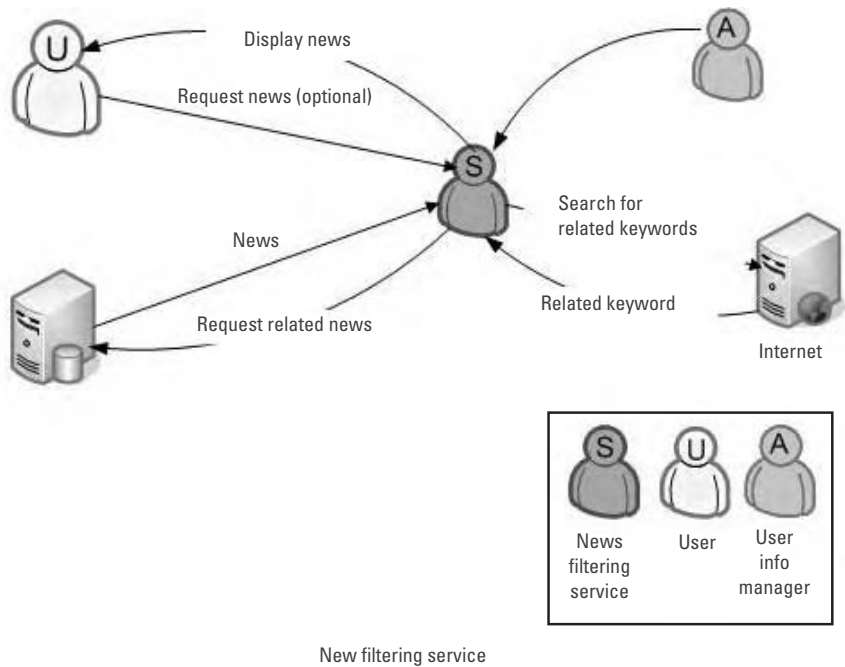 U
Display news
A
Request news (optional)
S
Search for
related keywords
News
Related keyword
Request related news
Internet
S
U
A
News
filtering
service
User
User
info
manager
New filtering service